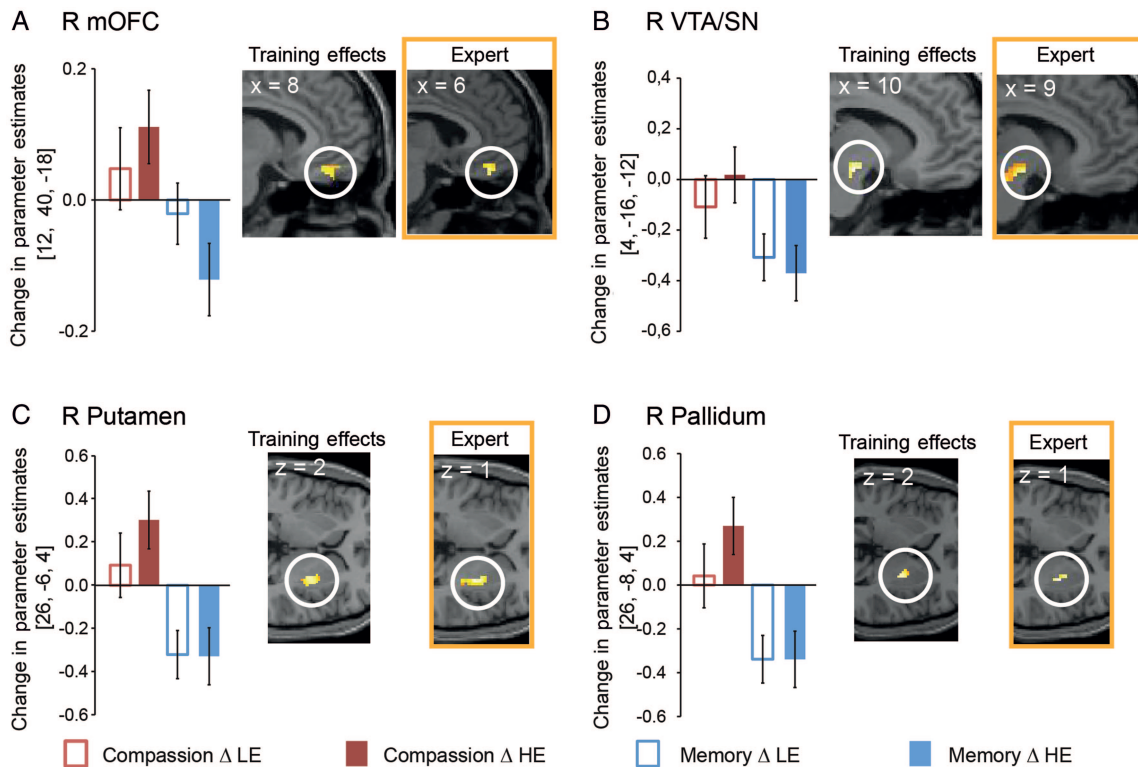 A R mOFC
Training effects
Expert
x = 8
x = 6
Change in parameter estimates
[12, 40, -18]
0.2
0.0
-0.2
B R VTA/SN
Training effects
Expert
x = 10
x = 9
Change in parameter estimates
[4, -16, -12]
0,4
0,2
0,0
-0,2
-0,4
-0,6
C R Putamen
Training effects
Expert
z = 2
z = 1
Change in parameter estimates
[26, -6, 4]
0.6
0.4
0.2
0.0
-0.2
-0.4
-0.6
D R Pallidum
Training effects
Expert
z = 2
z = 1
Change in parameter estimates
[26, -8, 4]
0.6
0.4
0.2
0.0
-0.2
-0.4
-0.6
Compassion Δ LE
Compassion Δ HE
Memory Δ LE
Memory Δ HE